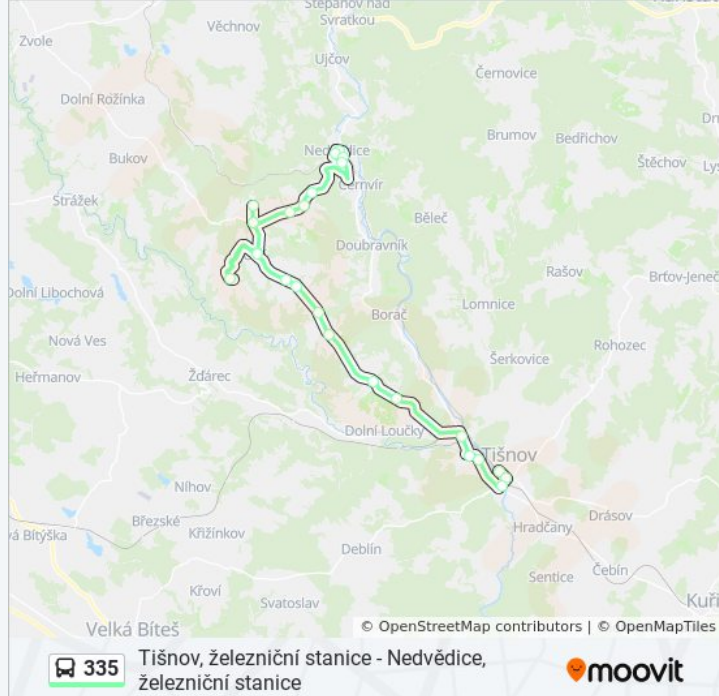 Štěpánov nad
Svratkou
Věchnov
Zvole
Ujčov
Černovice
Dolní Rožínka
Brumov
Bedřichov
Nedvědice
Bukov
Štěchov
Černvír
Strážek
Běleč
Doubravník
Rašov
Dolní Libochová
Lomnice
Borač
Nová Ves
Rohozec
Šerkovice
Heřmanov
Žďárec
Dolní Loučky
Tišnov
Níhov
Drásov
Březské
Hradčany
Křižínkov
Deblín
Čebín
Sentice
Křoví
Svatoslav
Velká Bíteš
© OpenStreetMap contributors | © OpenMapTiles
335
Tišnov, železniční stanice - Nedvědice,
železniční stanice
moovit